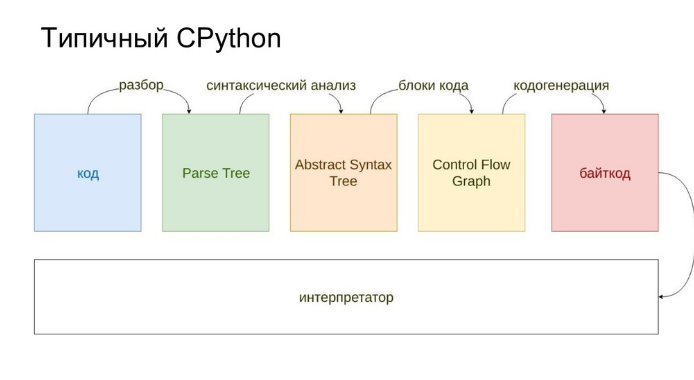 Типичный CPython
разбор
синтаксический анализ
блоки кода
кодогенерация
код
Parse Tree
Abstract Syntax
Tree
Control Flow
Graph
байткод
интерпретатор